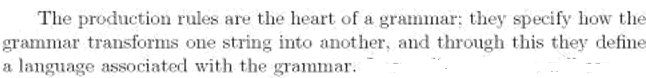 The production rules are the heart of a grammar; they specify how the
grammar transforms one string into another, and through this they define
a language associated with the grammar.